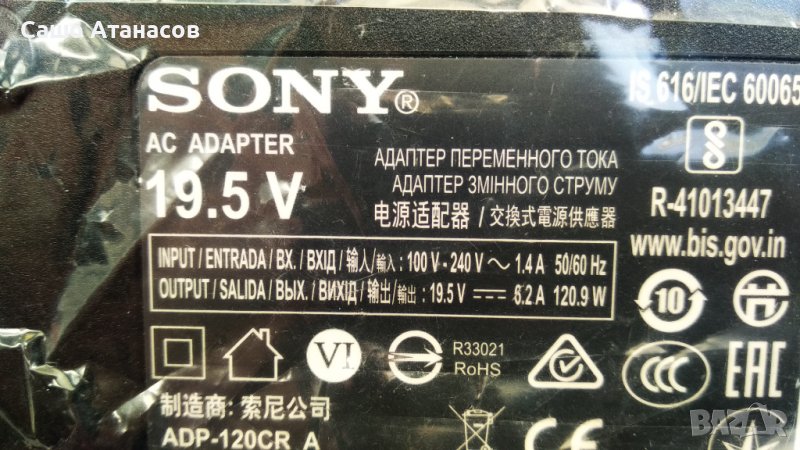 Сашо Атанасов
SONY®
AC ADAPTER
19.5 V
АДАПТЕР ПЕРЕМЕННОГО ТОКА
АДАПТЕР ЗМІННОГО СТРУМУ
电源适配器 / 交換式電源供應器
IS 616/IEC 60065
R-41013447
www.bis.gov.in
INPUT / ENTRADA / ВХ. / ВХІД / 输入 / 輸入 : 100 V - 240 V ~ 1.4 A 50/60 Hz
OUTPUT / SALIDA / ВЫХ. / ВИХІД / 输出 / 輸出 : 19.5 V ⎓ 6.2 A 120.9 W
10
VI
R33021
RoHS
CCC
EAC
制造商: 索尼公司
ADP-120CR A
CE
BAZAR